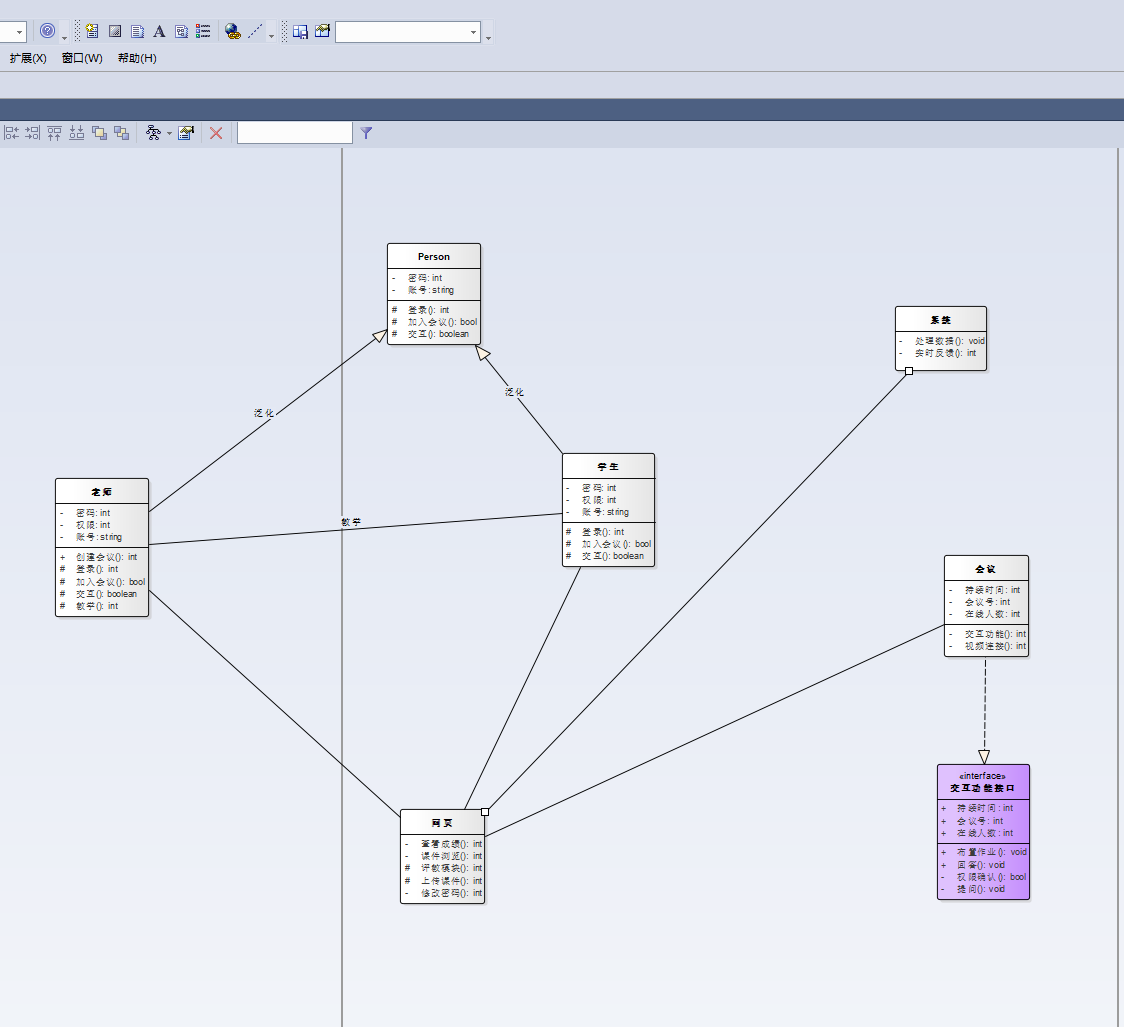 扩展(X) 窗口(W) 帮助(H)
Person
- 密码: int
- 账号: string
# 登录(): int
# 加入会议(): bool
# 交互(): boolean
系统
- 处理数据(): void
- 实时反馈(): int
泛化
泛化
学生
- 密码: int
- 权限: int
- 账号: string
# 登录(): int
# 加入会议(): bool
# 交互(): boolean
老师
- 密码: int
- 权限: int
- 账号: string
+ 创建会议(): int
# 登录(): int
# 加入会议(): bool
# 交互(): boolean
# 教学(): int
教学
会议
- 持续时间: int
- 会议号: int
- 在线人数: int
- 交互功能(): int
- 视频连接(): int
«interface»
交互功能接口
+ 持续时间: int
+ 会议号: int
+ 在线人数: int
+ 布置作业(): void
+ 回答(): void
- 权限确认(): bool
- 提问(): void
网页
- 查看成绩(): int
- 课件浏览(): int
# 评教模块(): int
# 上传课件(): int
- 修改密码(): int